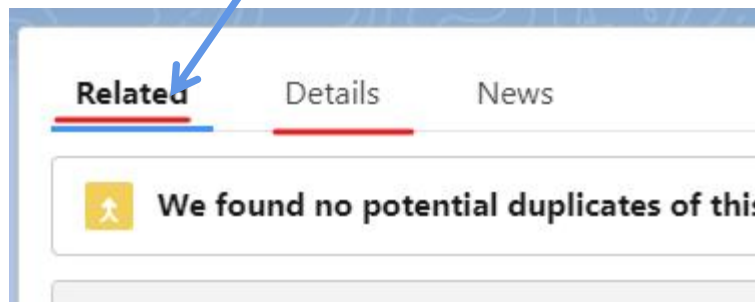 Related Details News
We found no potential duplicates of this